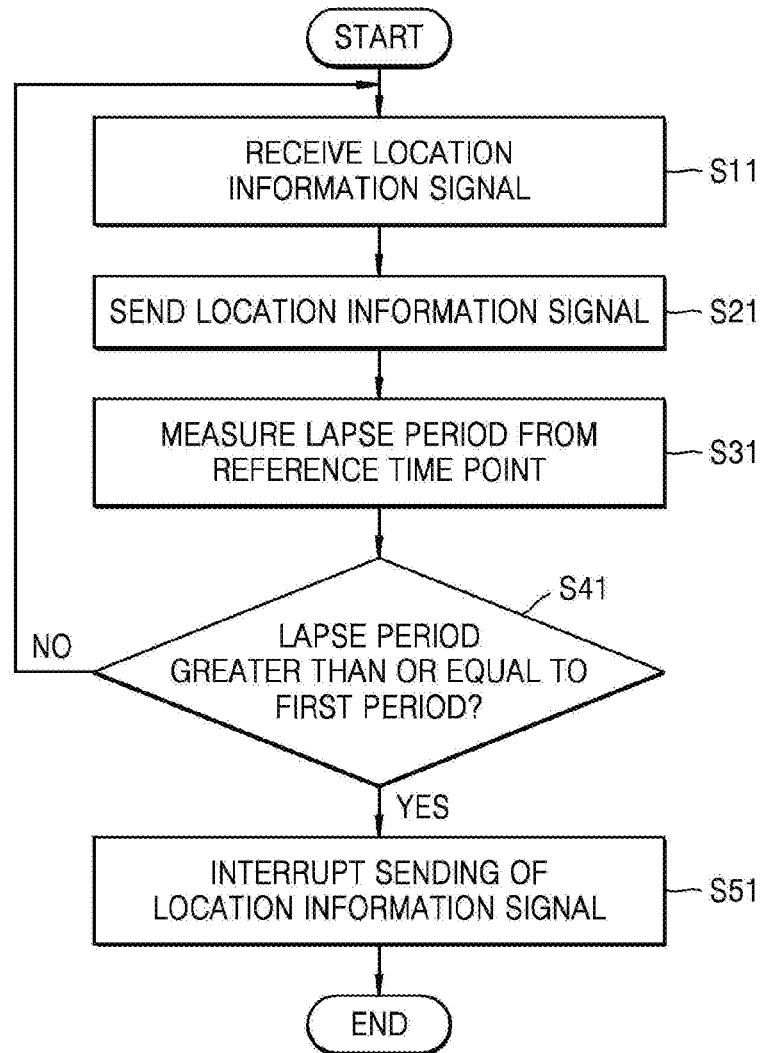 START
RECEIVE LOCATION
INFORMATION SIGNAL
S11
SEND LOCATION INFORMATION SIGNAL
S21
MEASURE LAPSE PERIOD FROM
REFERENCE TIME POINT
S31
S41
LAPSE PERIOD
GREATER THAN OR EQUAL TO
FIRST PERIOD?
NO
YES
INTERRUPT SENDING OF
LOCATION INFORMATION SIGNAL
S51
END